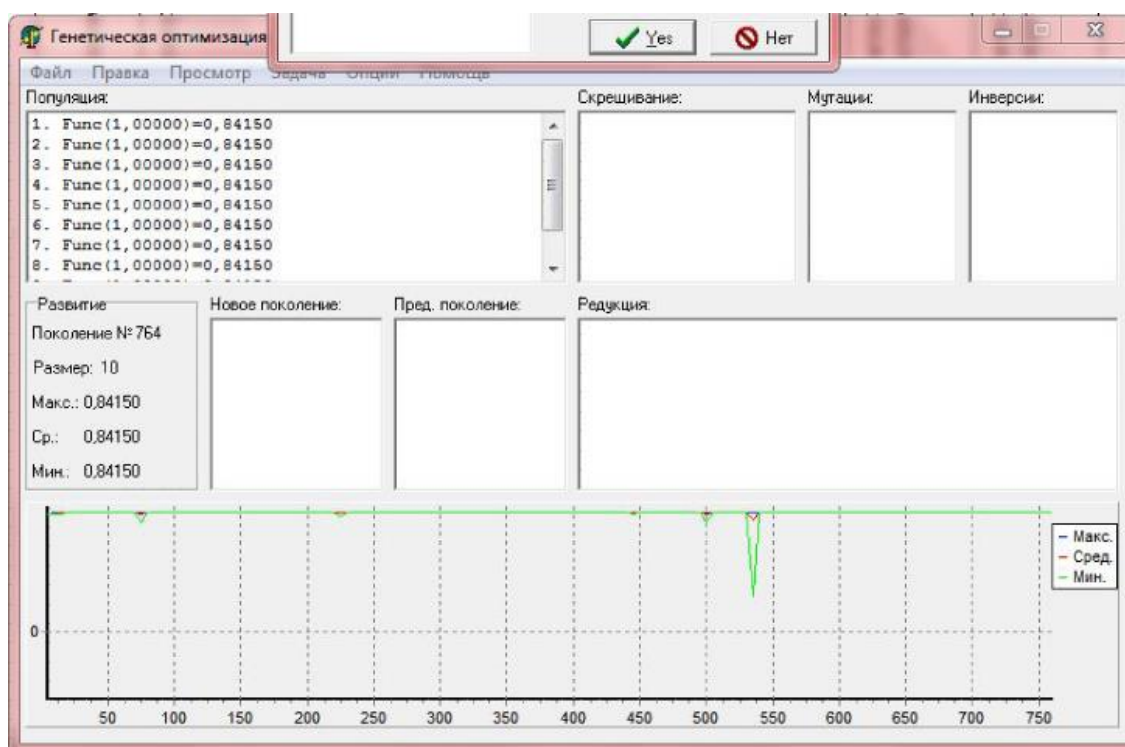 Yes Нет
Генетическая оптимизация
Файл Правка Просмотр Задача Опции Помощь
Популяция:
1. Func(1,00000)=0,84150
2. Func(1,00000)=0,84150
3. Func(1,00000)=0,84150
4. Func(1,00000)=0,84150
5. Func(1,00000)=0,84150
6. Func(1,00000)=0,84150
7. Func(1,00000)=0,84150
8. Func(1,00000)=0,84150
Скрещивание:
Мутации:
Инверсии:
Развитие
Поколение № 764
Размер: 10
Макс.: 0,84150
Ср.: 0,84150
Мин.: 0,84150
Новое поколение:
Пред. поколение:
Редукция:
0
50 100 150 200 250 300 350 400 450 500 550 600 650 700 750
Макс.
Сред.
Мин.